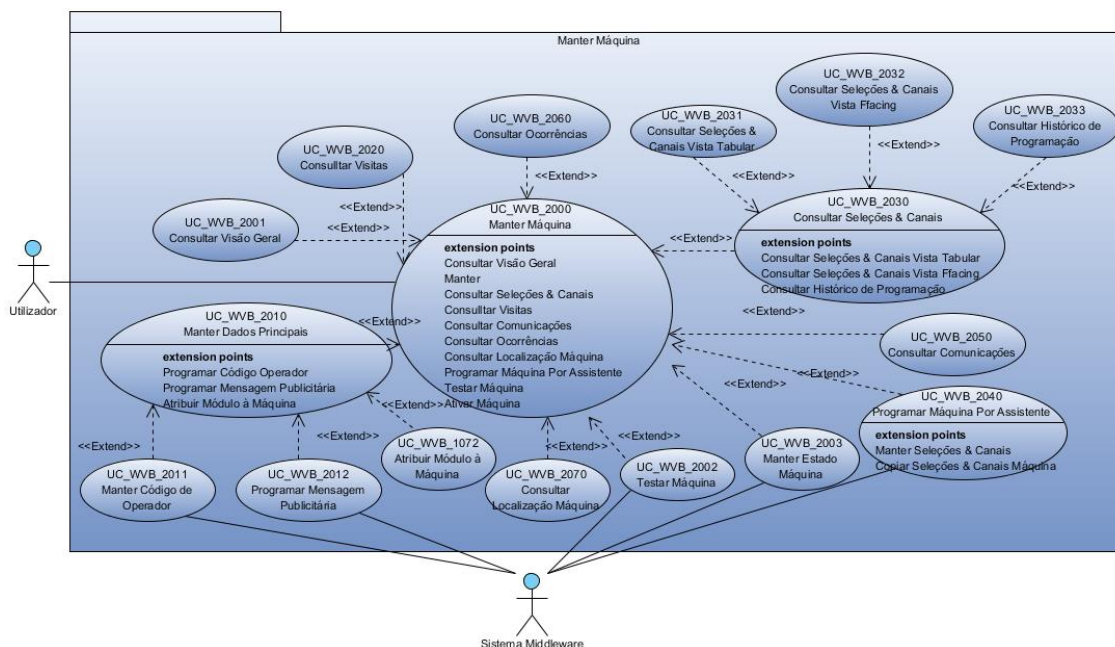 Manter Máquina
UC_WVB_2032
Consultar Seleções & Canais
Vista Ffacing
UC_WVB_2060
Consultar Ocorrências
UC_WVB_2031
Consultar Seleções &
Canais Vista Tabular
UC_WVB_2033
Consultar Histórico de
Programação
UC_WVB_2020
Consulltar Visitas
<<Extend>>
<<Extend>>
<<Extend>>
<<Extend>>
<<Extend>>
UC_WVB_2001
Consultar Visão Geral
<<Extend>>
UC_WVB_2000
Manter Máquina
extension points
Consultar Visão Geral
Manter
Consultar Seleções & Canais
Consulltar Visitas
Consultar Comunicações
Consultar Ocorrências
Consultar Localização Máquina
Programar Máquina Por Assistente
Testar Máquina
Ativar Máquina
<<Extend>>
UC_WVB_2030
Consultar Seleções & Canais
extension points
Consultar Seleções & Canais Vista Tabular
Consultar Seleções & Canais Vista Ffacing
Consultar Histórico de Programação
Utilizador
UC_WVB_2010
Manter Dados Principais
extension points
Programar Código Operador
Programar Mensagem Publicitária
Atribuir Módulo à Máquina
<<Extend>>
<<Extend>>
UC_WVB_2050
Consultar Comunicações
<<Extend>>
UC_WVB_2040
Programar Máquina Por Assistente
extension points
Manter Seleções & Canais
Copiar Seleções & Canais Máquina
<<Extend>>
<<Extend>>
<<Extend>>
<<Extend>>
<<Extend>>
<<Extend>>
UC_WVB_2011
Manter Código de
Operador
UC_WVB_2012
Programar Mensagem
Publicitária
UC_WVB_1072
Atribuir Módulo à
Máquina
UC_WVB_2070
Consultar
Localização Máquina
UC_WVB_2002
Testar Máquina
UC_WVB_2003
Manter Estado
Máquina
Sistema Middleware